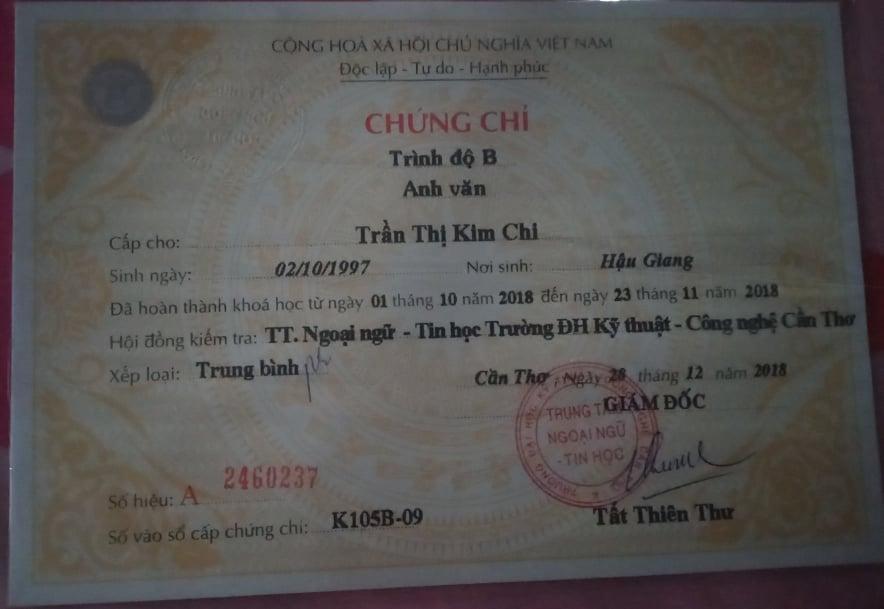 CỘNG HOÀ XÃ HỘI CHỦ NGHĨA VIỆT NAM
Độc lập - Tự do - Hạnh phúc
CHỨNG CHỈ
Trình độ B
Anh văn
Cấp cho: Trần Thị Kim Chi
Sinh ngày: 02/10/1997 Nơi sinh: Hậu Giang
Đã hoàn thành khoá học từ ngày 01 tháng 10 năm 2018 đến ngày 23 tháng 11 năm 2018
Hội đồng kiểm tra: TT. Ngoại ngữ - Tin học Trường ĐH Kỹ thuật - Công nghệ Cần Thơ
Xếp loại: Trung bình
Cần Thơ, Ngày 28 tháng 12 năm 2018
GIÁM ĐỐC
TRUNG TÂM
NGOẠI NGỮ
- TIN HỌC
Số hiệu: A 2460237
Số vào sổ cấp chứng chỉ: K105B-09
Tất Thiên Thư